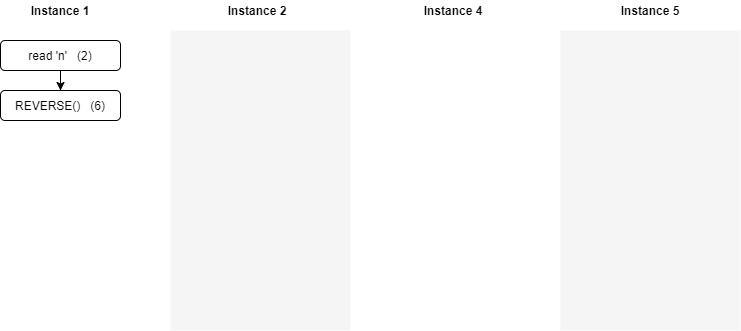 Instance 1
Instance 2
Instance 4
Instance 5
read 'n' (2)
REVERSE() (6)